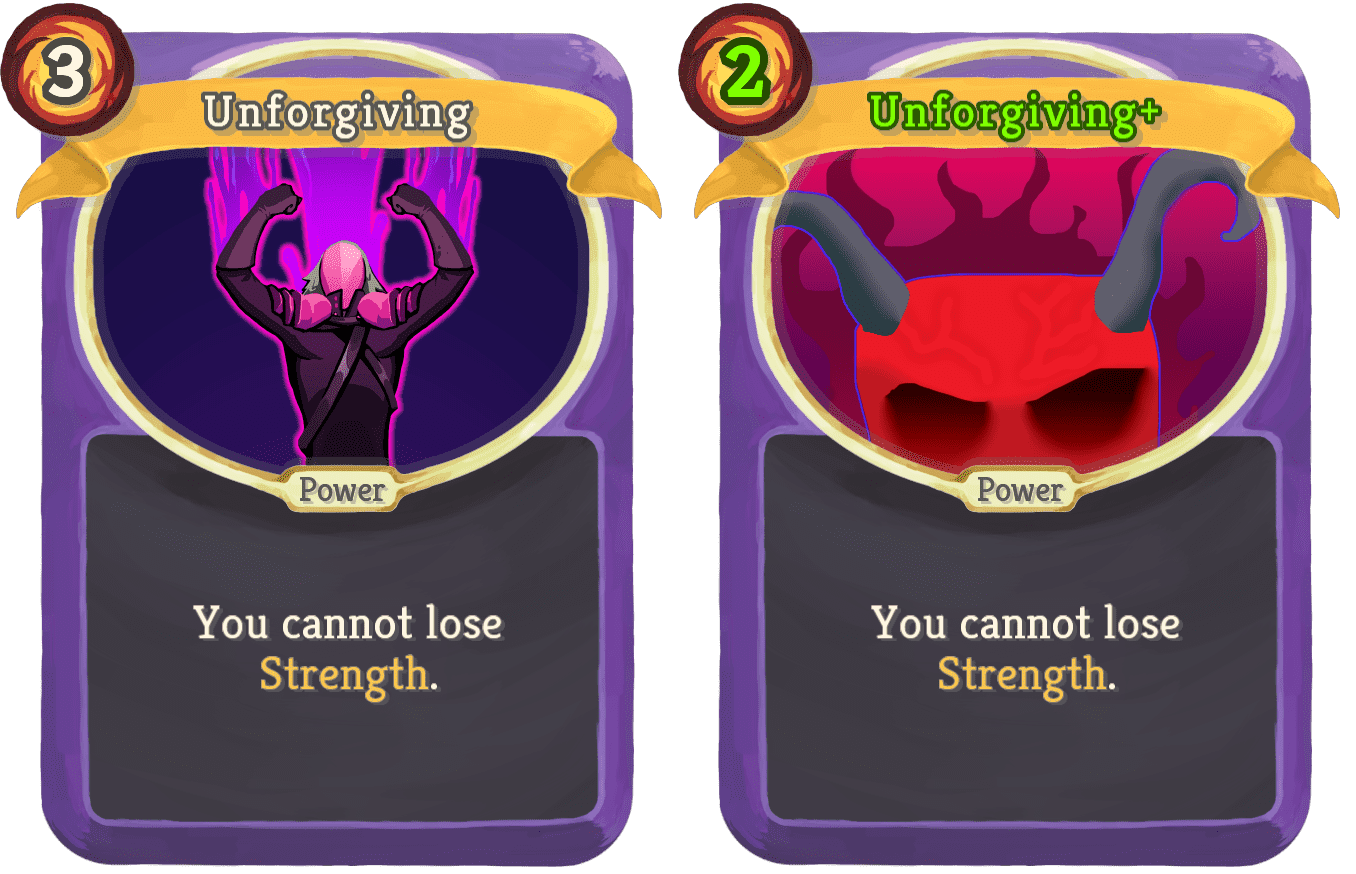 3
Unforgiving
Power
You cannot lose
Strength.
2
Unforgiving+
Power
You cannot lose
Strength.